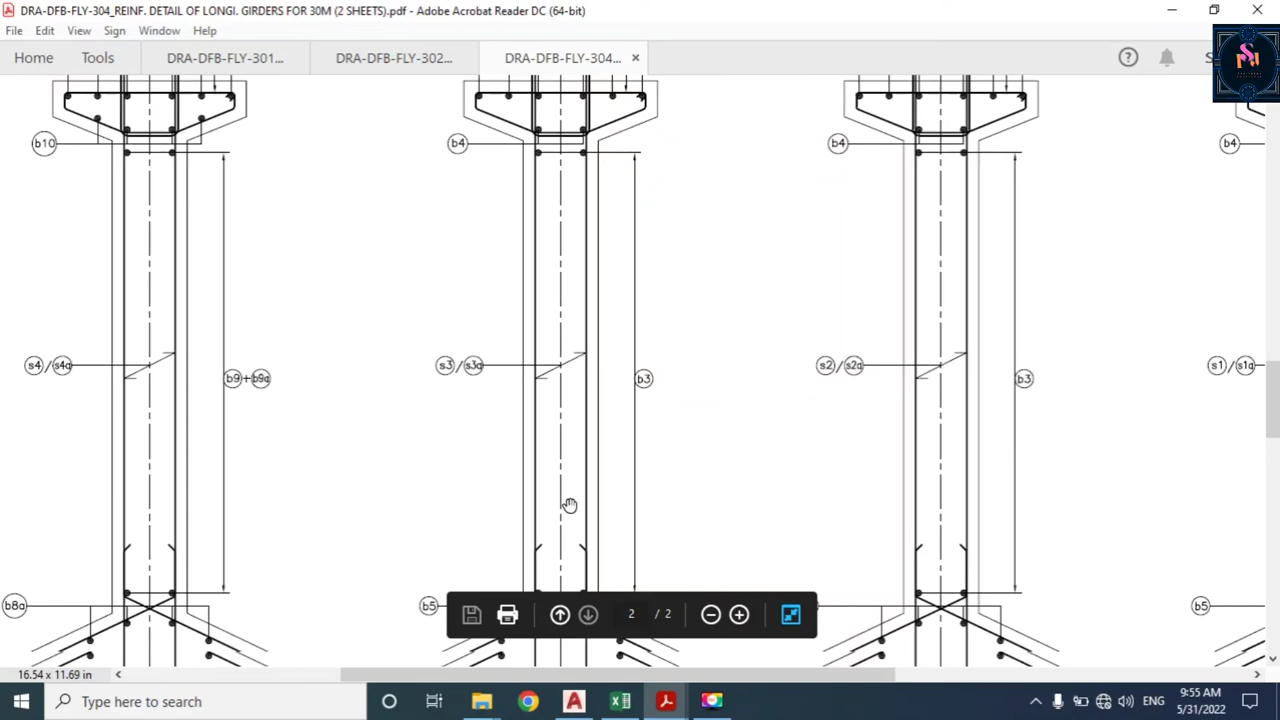 DRA-DFB-FLY-304_REINF. DETAIL OF LONGI. GIRDERS FOR 30M (2 SHEETS).pdf - Adobe Acrobat Reader DC (64-bit)
File Edit View Sign Window Help
Home Tools DRA-DFB-FLY-301... DRA-DFB-FLY-302... DRA-DFB-FLY-304... ×
b10 b4 b4 b4
s4/s4a b9+b9a s3/s3a b3 s2/s2a b3 s1/s1a
b8a b5 b5
2 / 2
16.54 x 11.69 in
Type here to search
ENG
9:55 AM
5/31/2022